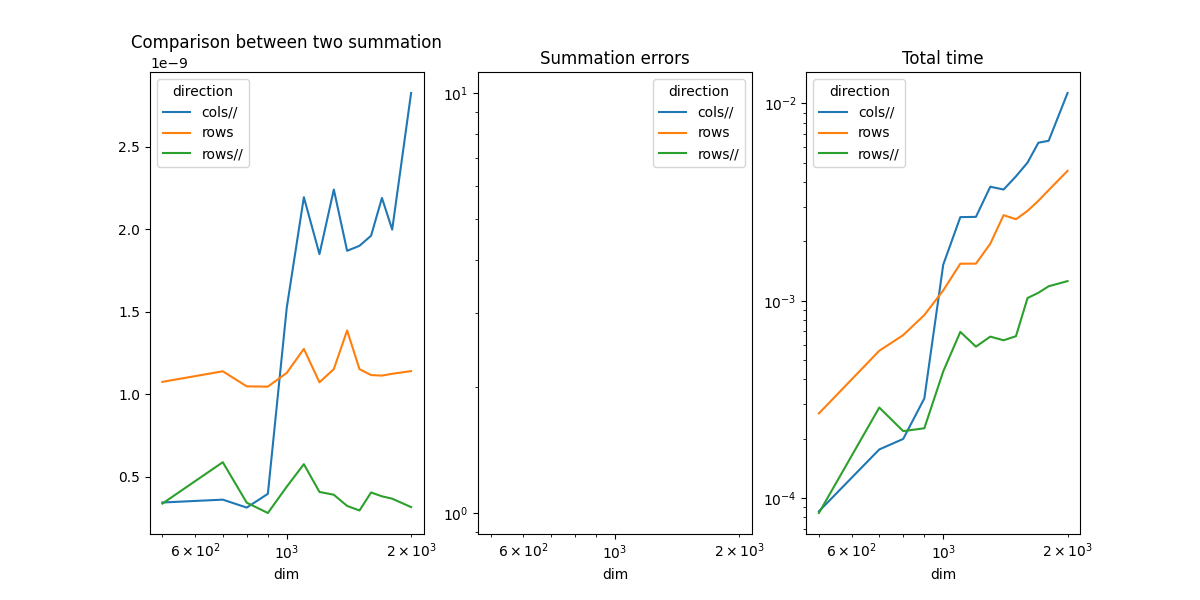 Comparison between two summation
1e−9
direction
cols//
rows
rows//
2.5
2.0
1.5
1.0
0.5
6 × 10²
10³
2 × 10³
dim
Summation errors
direction
cols//
rows
rows//
10¹
10⁰
6 × 10²
10³
2 × 10³
dim
Total time
direction
cols//
rows
rows//
10⁻²
10⁻³
10⁻⁴
6 × 10²
10³
2 × 10³
dim